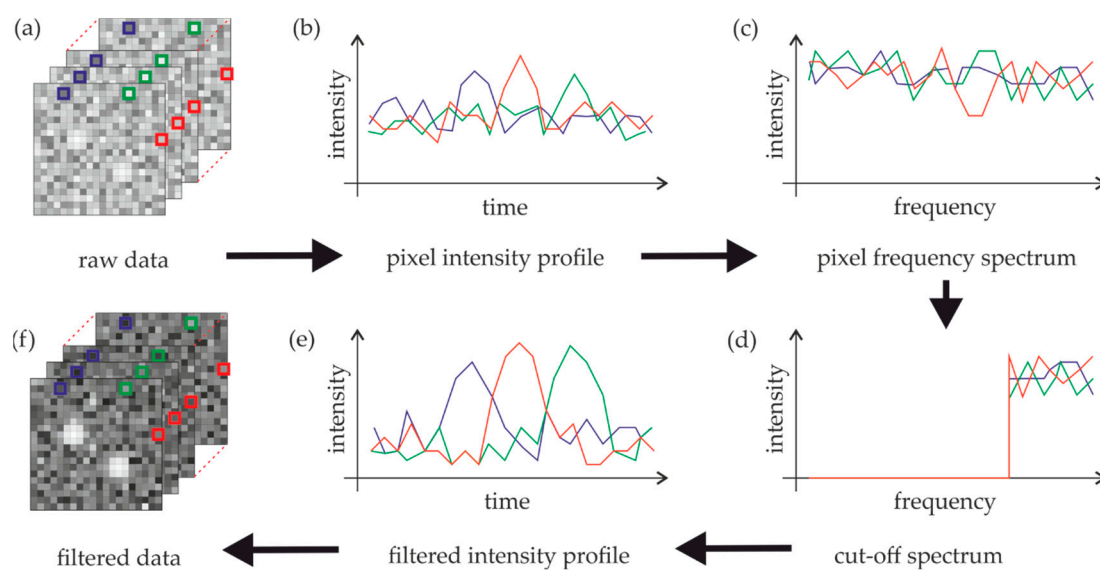 (a)
(b)
(c)
intensity
intensity
time
frequency
raw data
pixel intensity profile
pixel frequency spectrum
(f)
(e)
(d)
intensity
intensity
time
frequency
filtered data
filtered intensity profile
cut-off spectrum